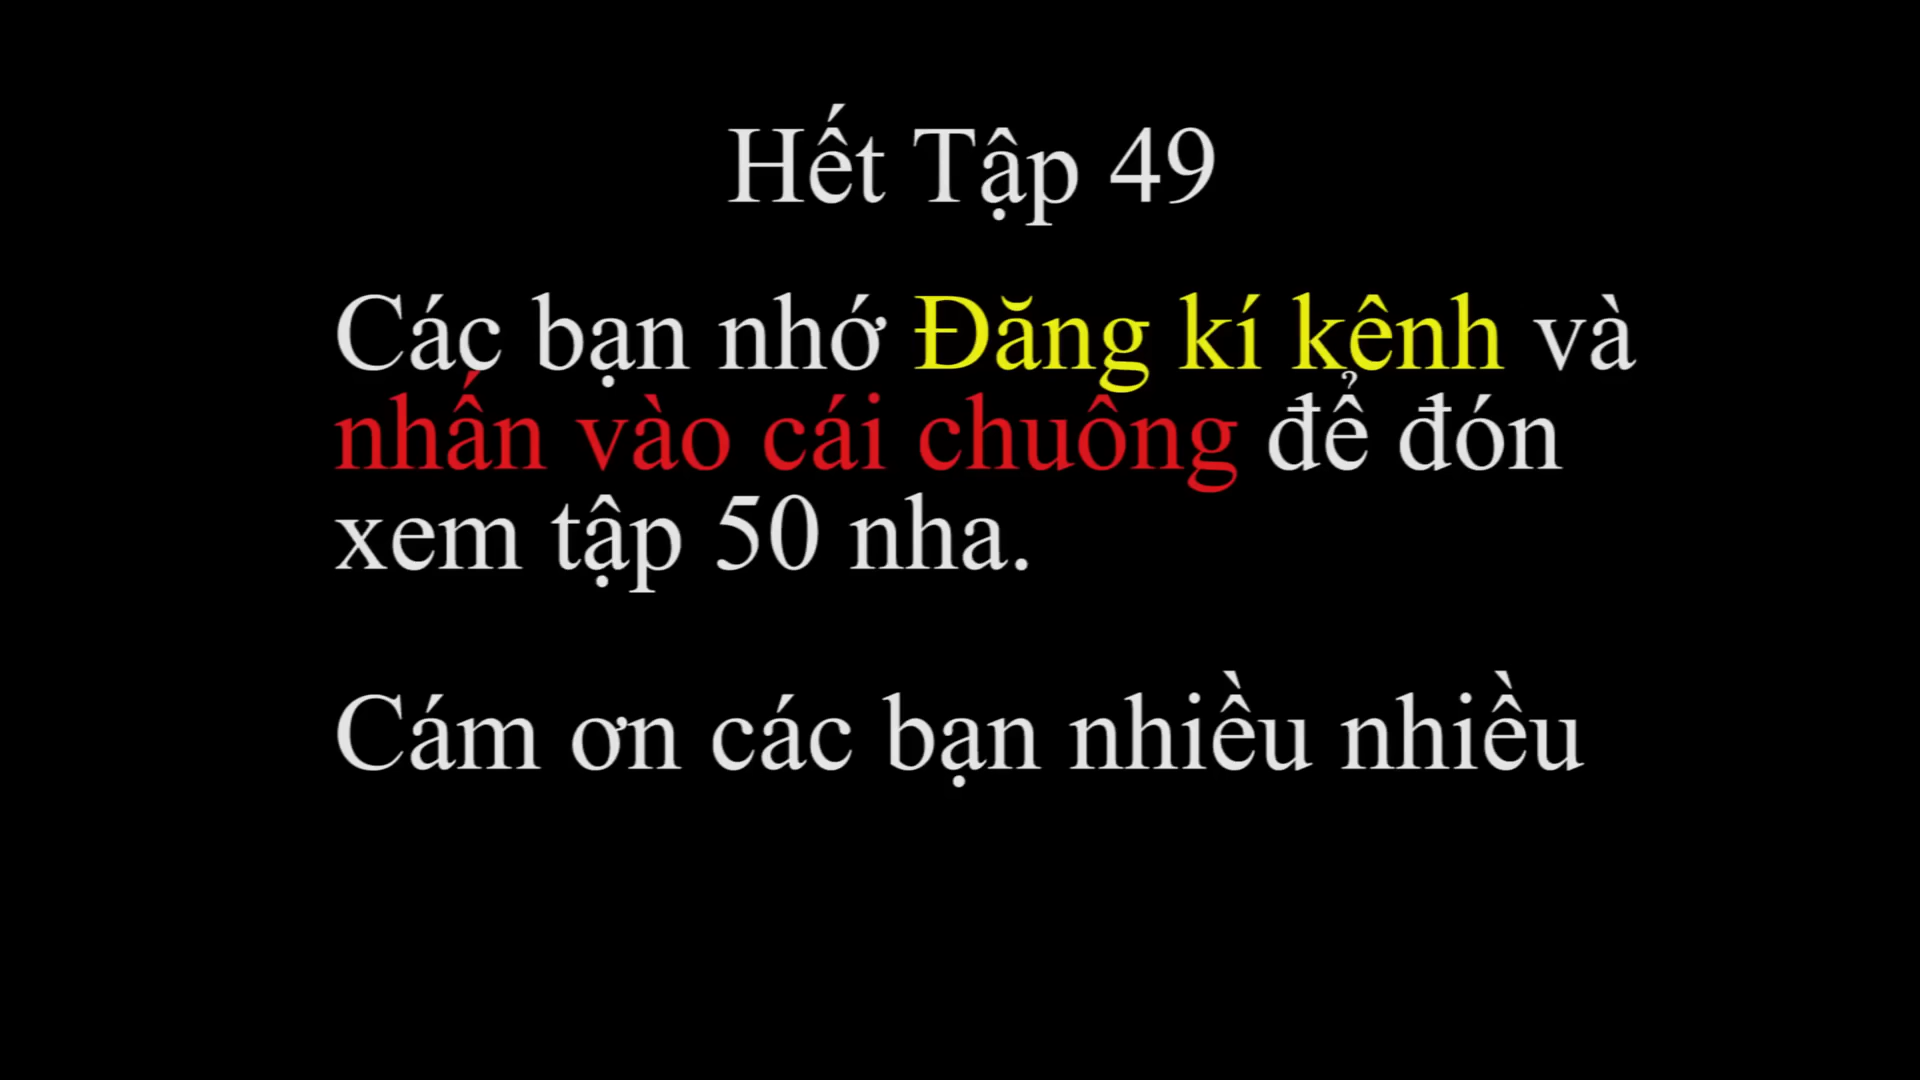 Hết Tập 49
Các bạn nhớ Đăng kí kênh và
nhấn vào cái chuông để đón
xem tập 50 nha.
Cám ơn các bạn nhiều nhiều